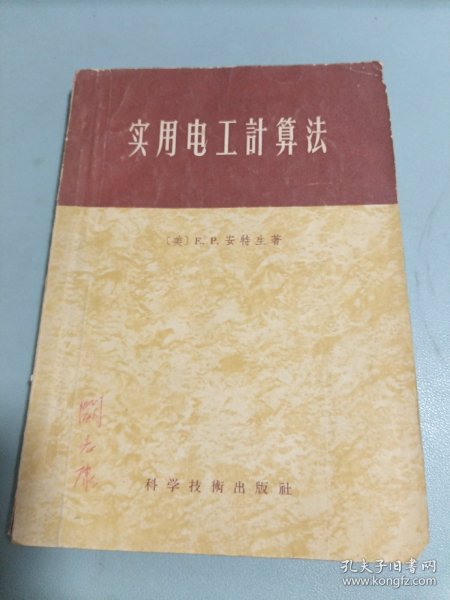 实用电工計算法
〔美〕E. P. 安特生著
科学技術出版社
孔夫子旧书网
www.kongfz.com